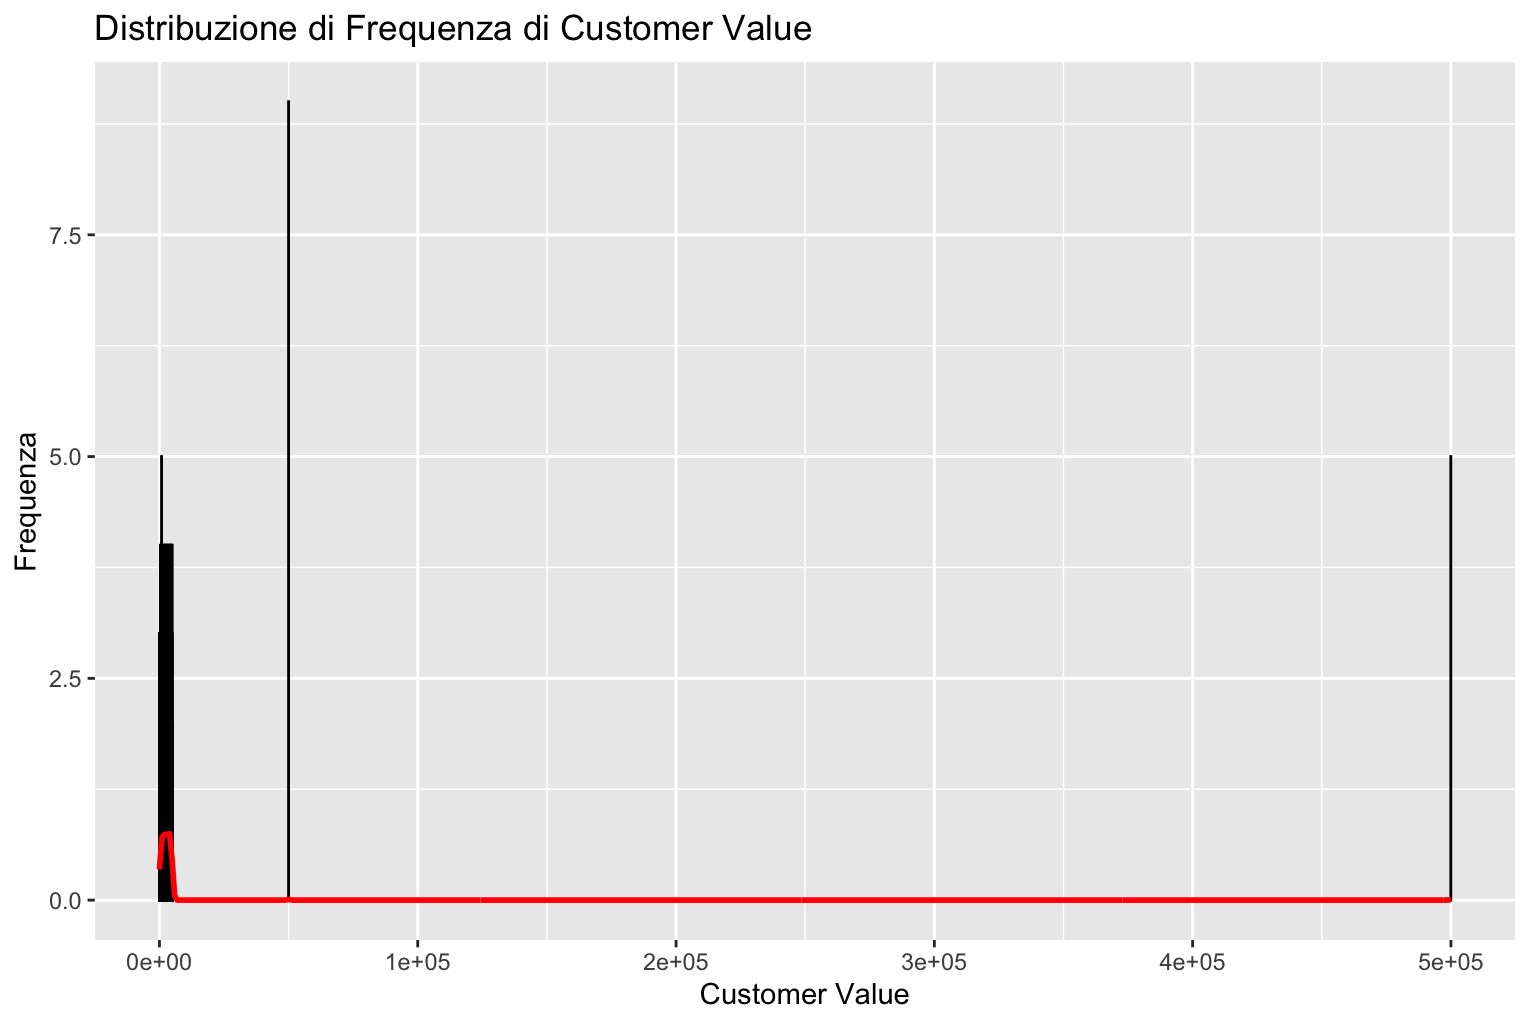 Distribuzione di Frequenza di Customer Value
Frequenza
7.5
5.0
2.5
0.0
0e+00 1e+05 2e+05 3e+05 4e+05 5e+05
Customer Value